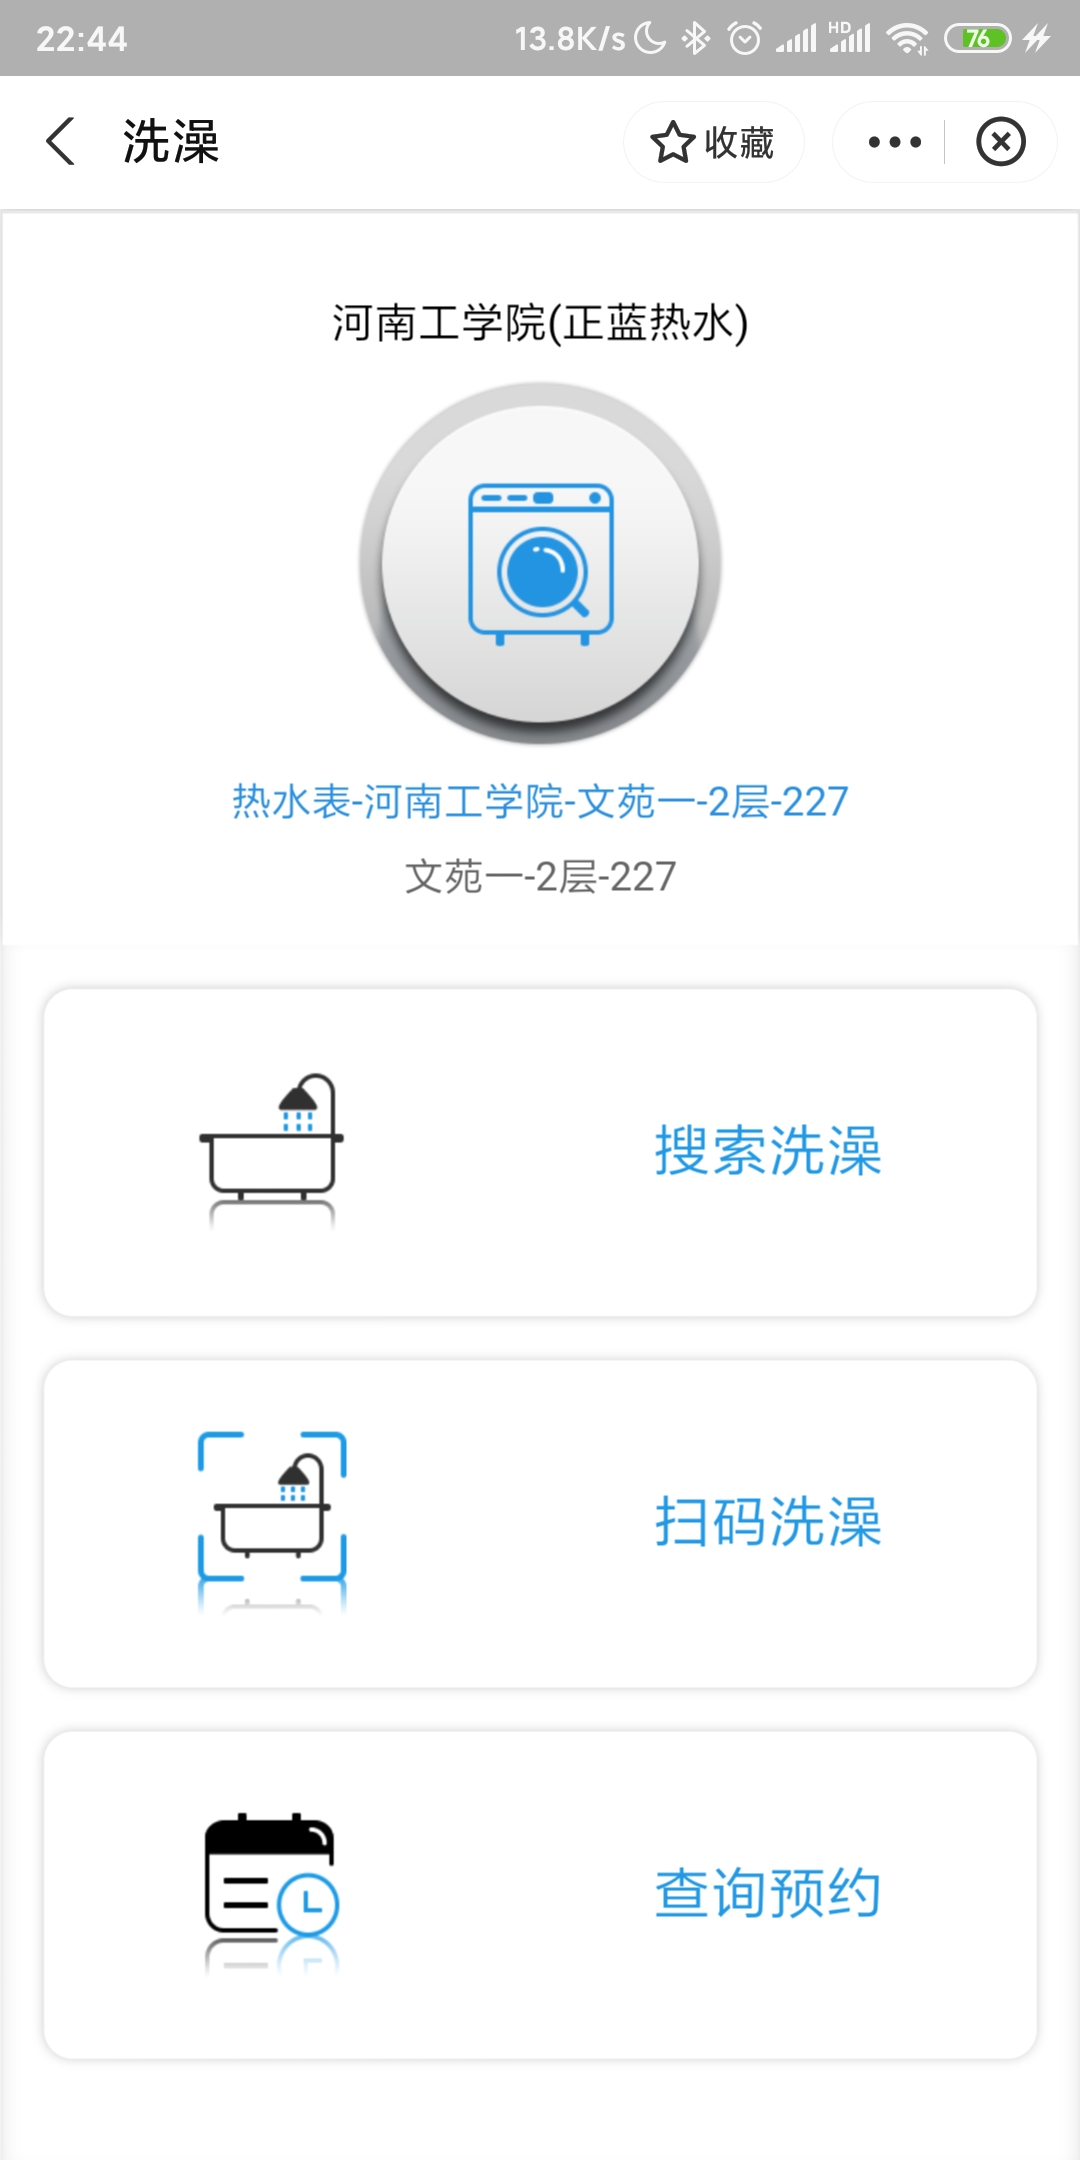 22:44 13.8K/s HD 76
洗澡 收藏
河南工学院(正蓝热水)
热水表-河南工学院-文苑一-2层-227
文苑一-2层-227
搜索洗澡
扫码洗澡
查询预约